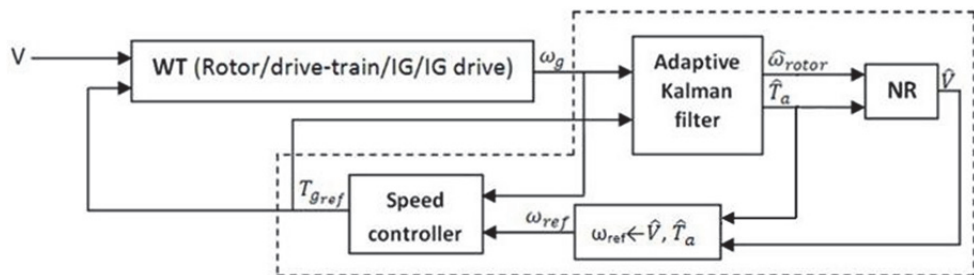 V
WT (Rotor/drive-train/IG/IG drive)
ω_g
Adaptive
Kalman
filter
ω̂_rotor
T̂_a
NR
V̂
T_gref
Speed
controller
ω_ref
ω_ref←V̂, T̂_a